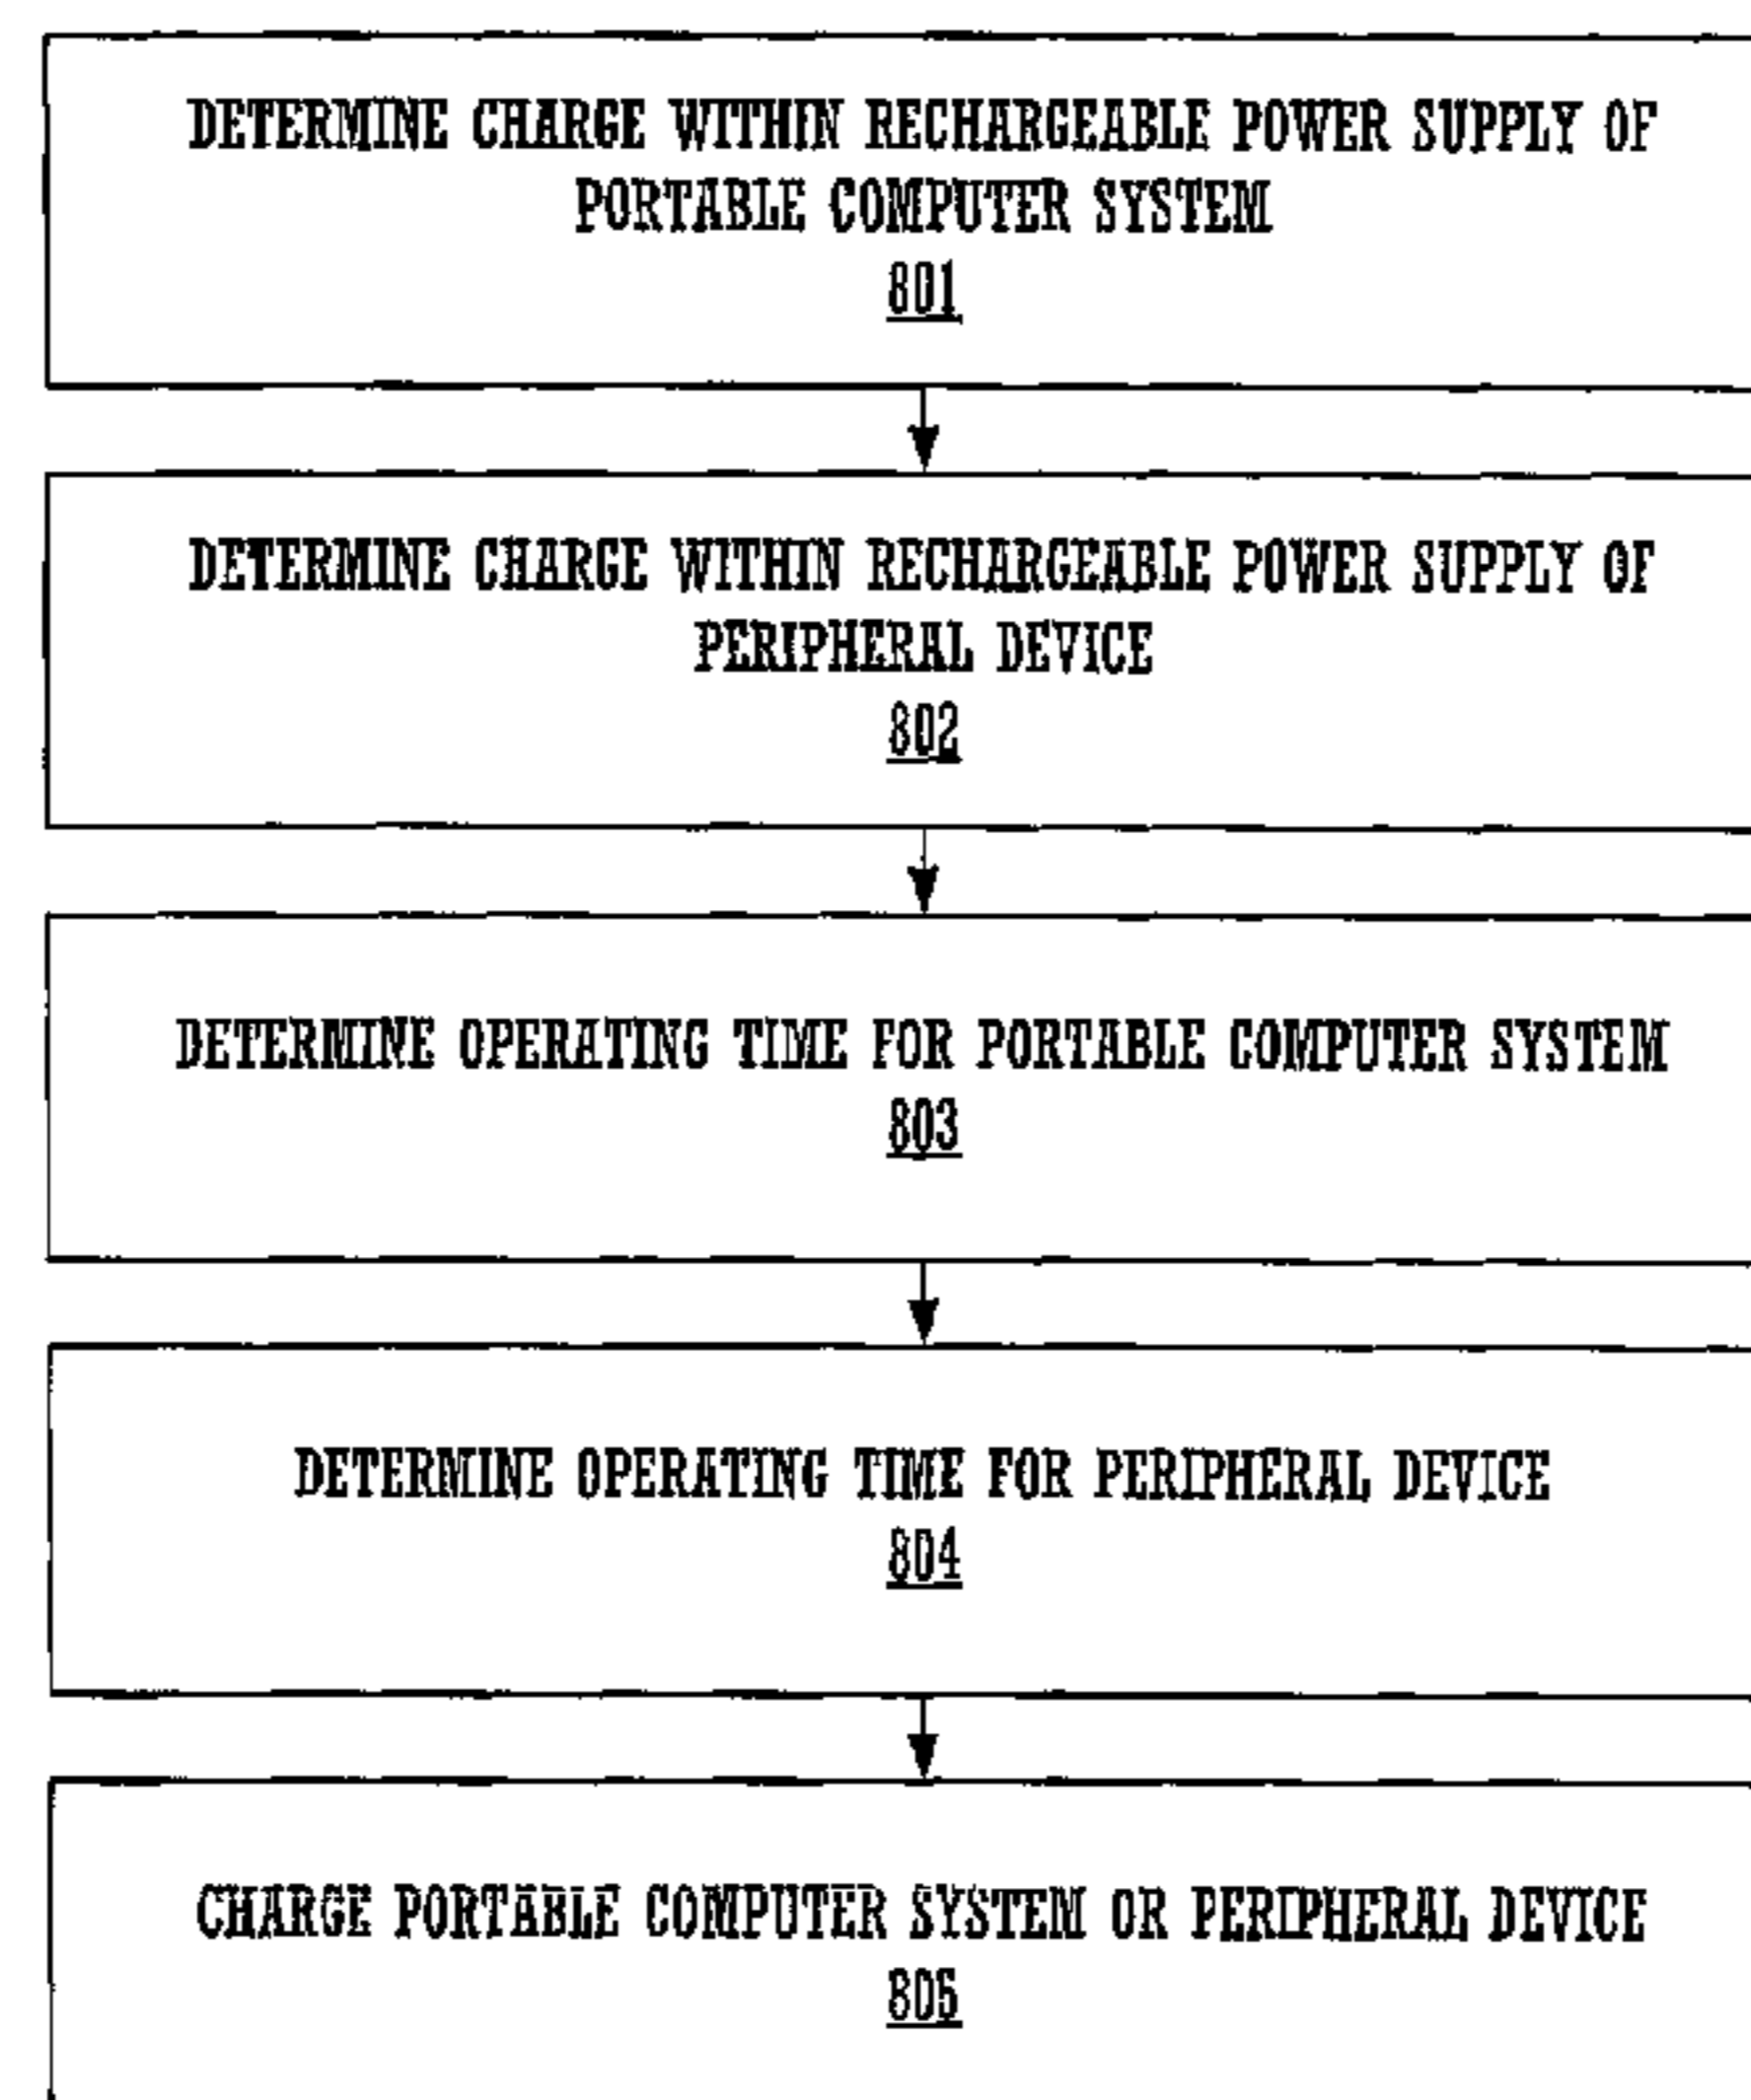 DETERMINE CHARGE WITHIN RECHARGEABLE POWER SUPPLY OF
PORTABLE COMPUTER SYSTEM
801
DETERMINE CHARGE WITHIN RECHARGEABLE POWER SUPPLY OF
PERIPHERAL DEVICE
802
DETERMINE OPERATING TIME FOR PORTABLE COMPUTER SYSTEM
803
DETERMINE OPERATING TIME FOR PERIPHERAL DEVICE
804
CHARGE PORTABLE COMPUTER SYSTEM OR PERIPHERAL DEVICE